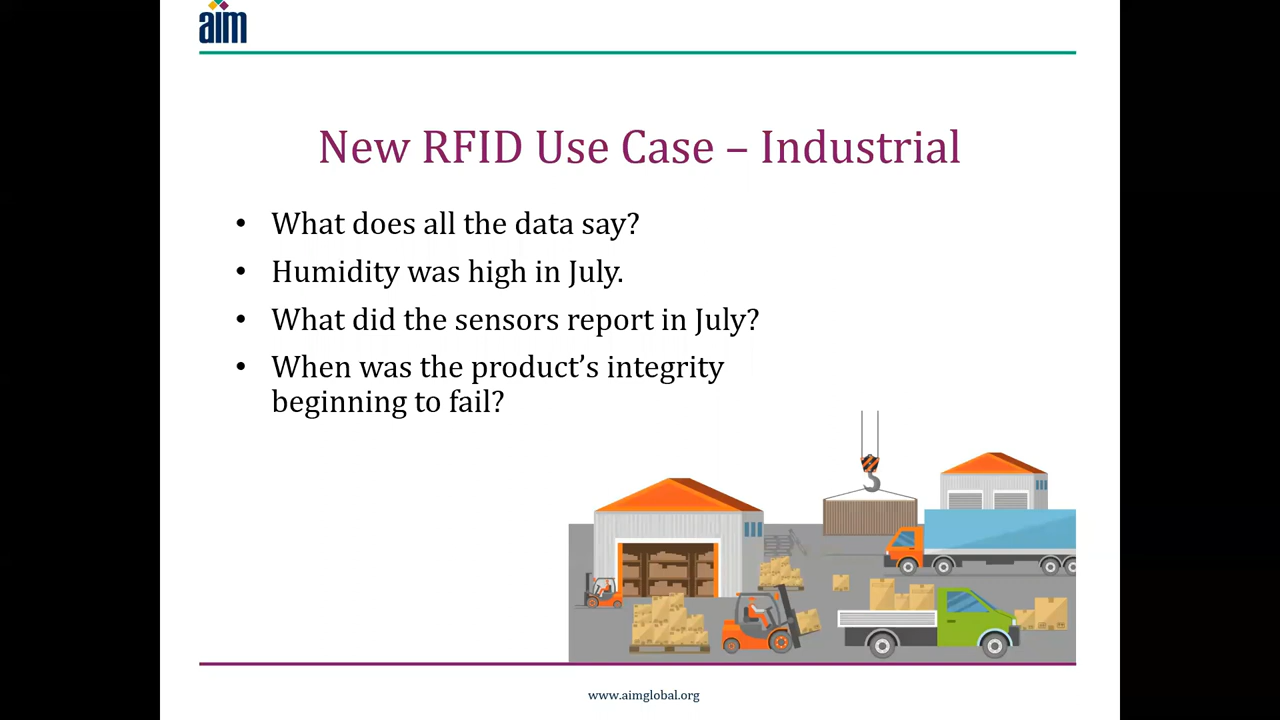 aim
New RFID Use Case – Industrial
• What does all the data say?
• Humidity was high in July.
• What did the sensors report in July?
• When was the product’s integrity
beginning to fail?
www.aimglobal.org